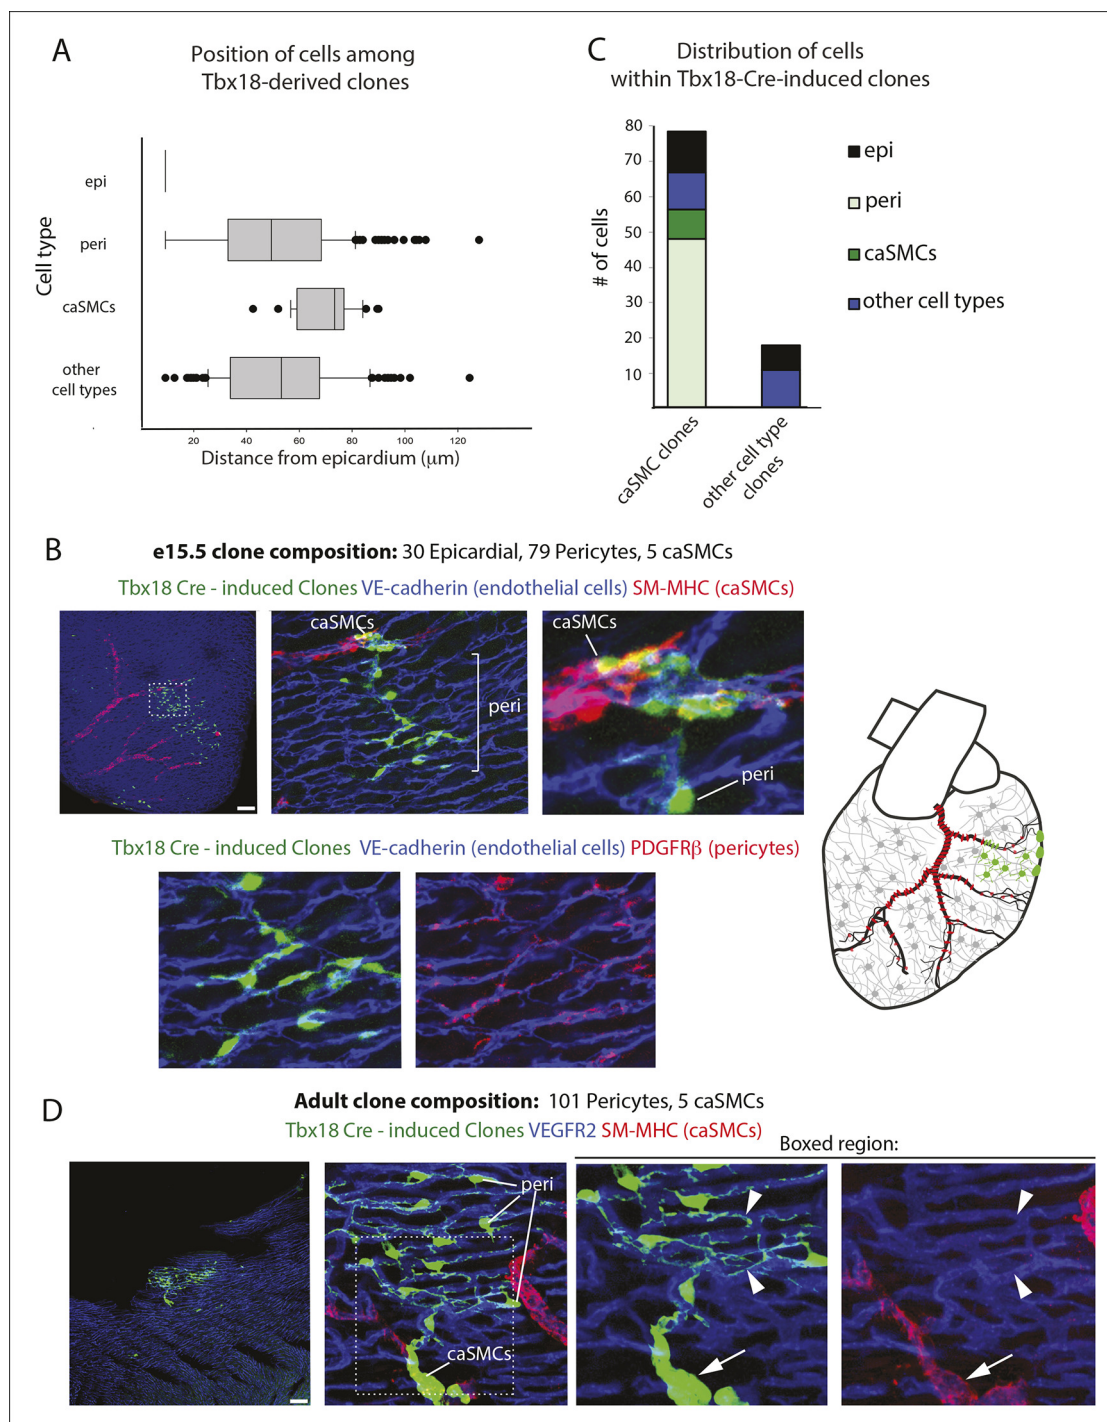 A
Position of cells among
Tbx18-derived clones
Cell type
epi
peri
caSMCs
other
cell types
20 40 60 80 100 120
Distance from epicardium (µm)
C
Distribution of cells
within Tbx18-Cre-induced clones
# of cells
80
70
60
50
40
30
20
10
caSMC clones
other cell type
clones
epi
peri
caSMCs
other cell types
B
e15.5 clone composition: 30 Epicardial, 79 Pericytes, 5 caSMCs
Tbx18 Cre - induced Clones VE-cadherin (endothelial cells) SM-MHC (caSMCs)
caSMCs
peri
caSMCs
peri
Tbx18 Cre - induced Clones VE-cadherin (endothelial cells) PDGFRβ (pericytes)
D
Adult clone composition: 101 Pericytes, 5 caSMCs
Tbx18 Cre - induced Clones VEGFR2 SM-MHC (caSMCs)
Boxed region:
peri
caSMCs